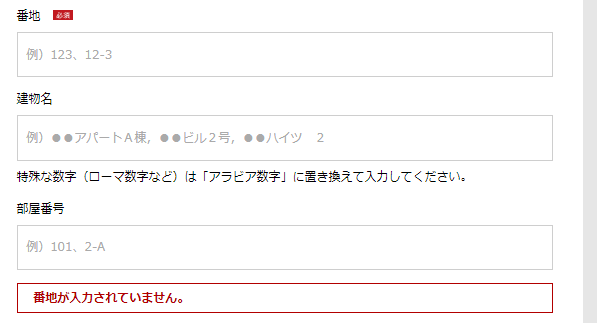 番地 必須
例）123、12-3
建物名
例）●●アパートA棟，●●ビル２号，●●ハイツ　２
特殊な数字（ローマ数字など）は「アラビア数字」に置き換えて入力してください。
部屋番号
例）101、2-A
番地が入力されていません。